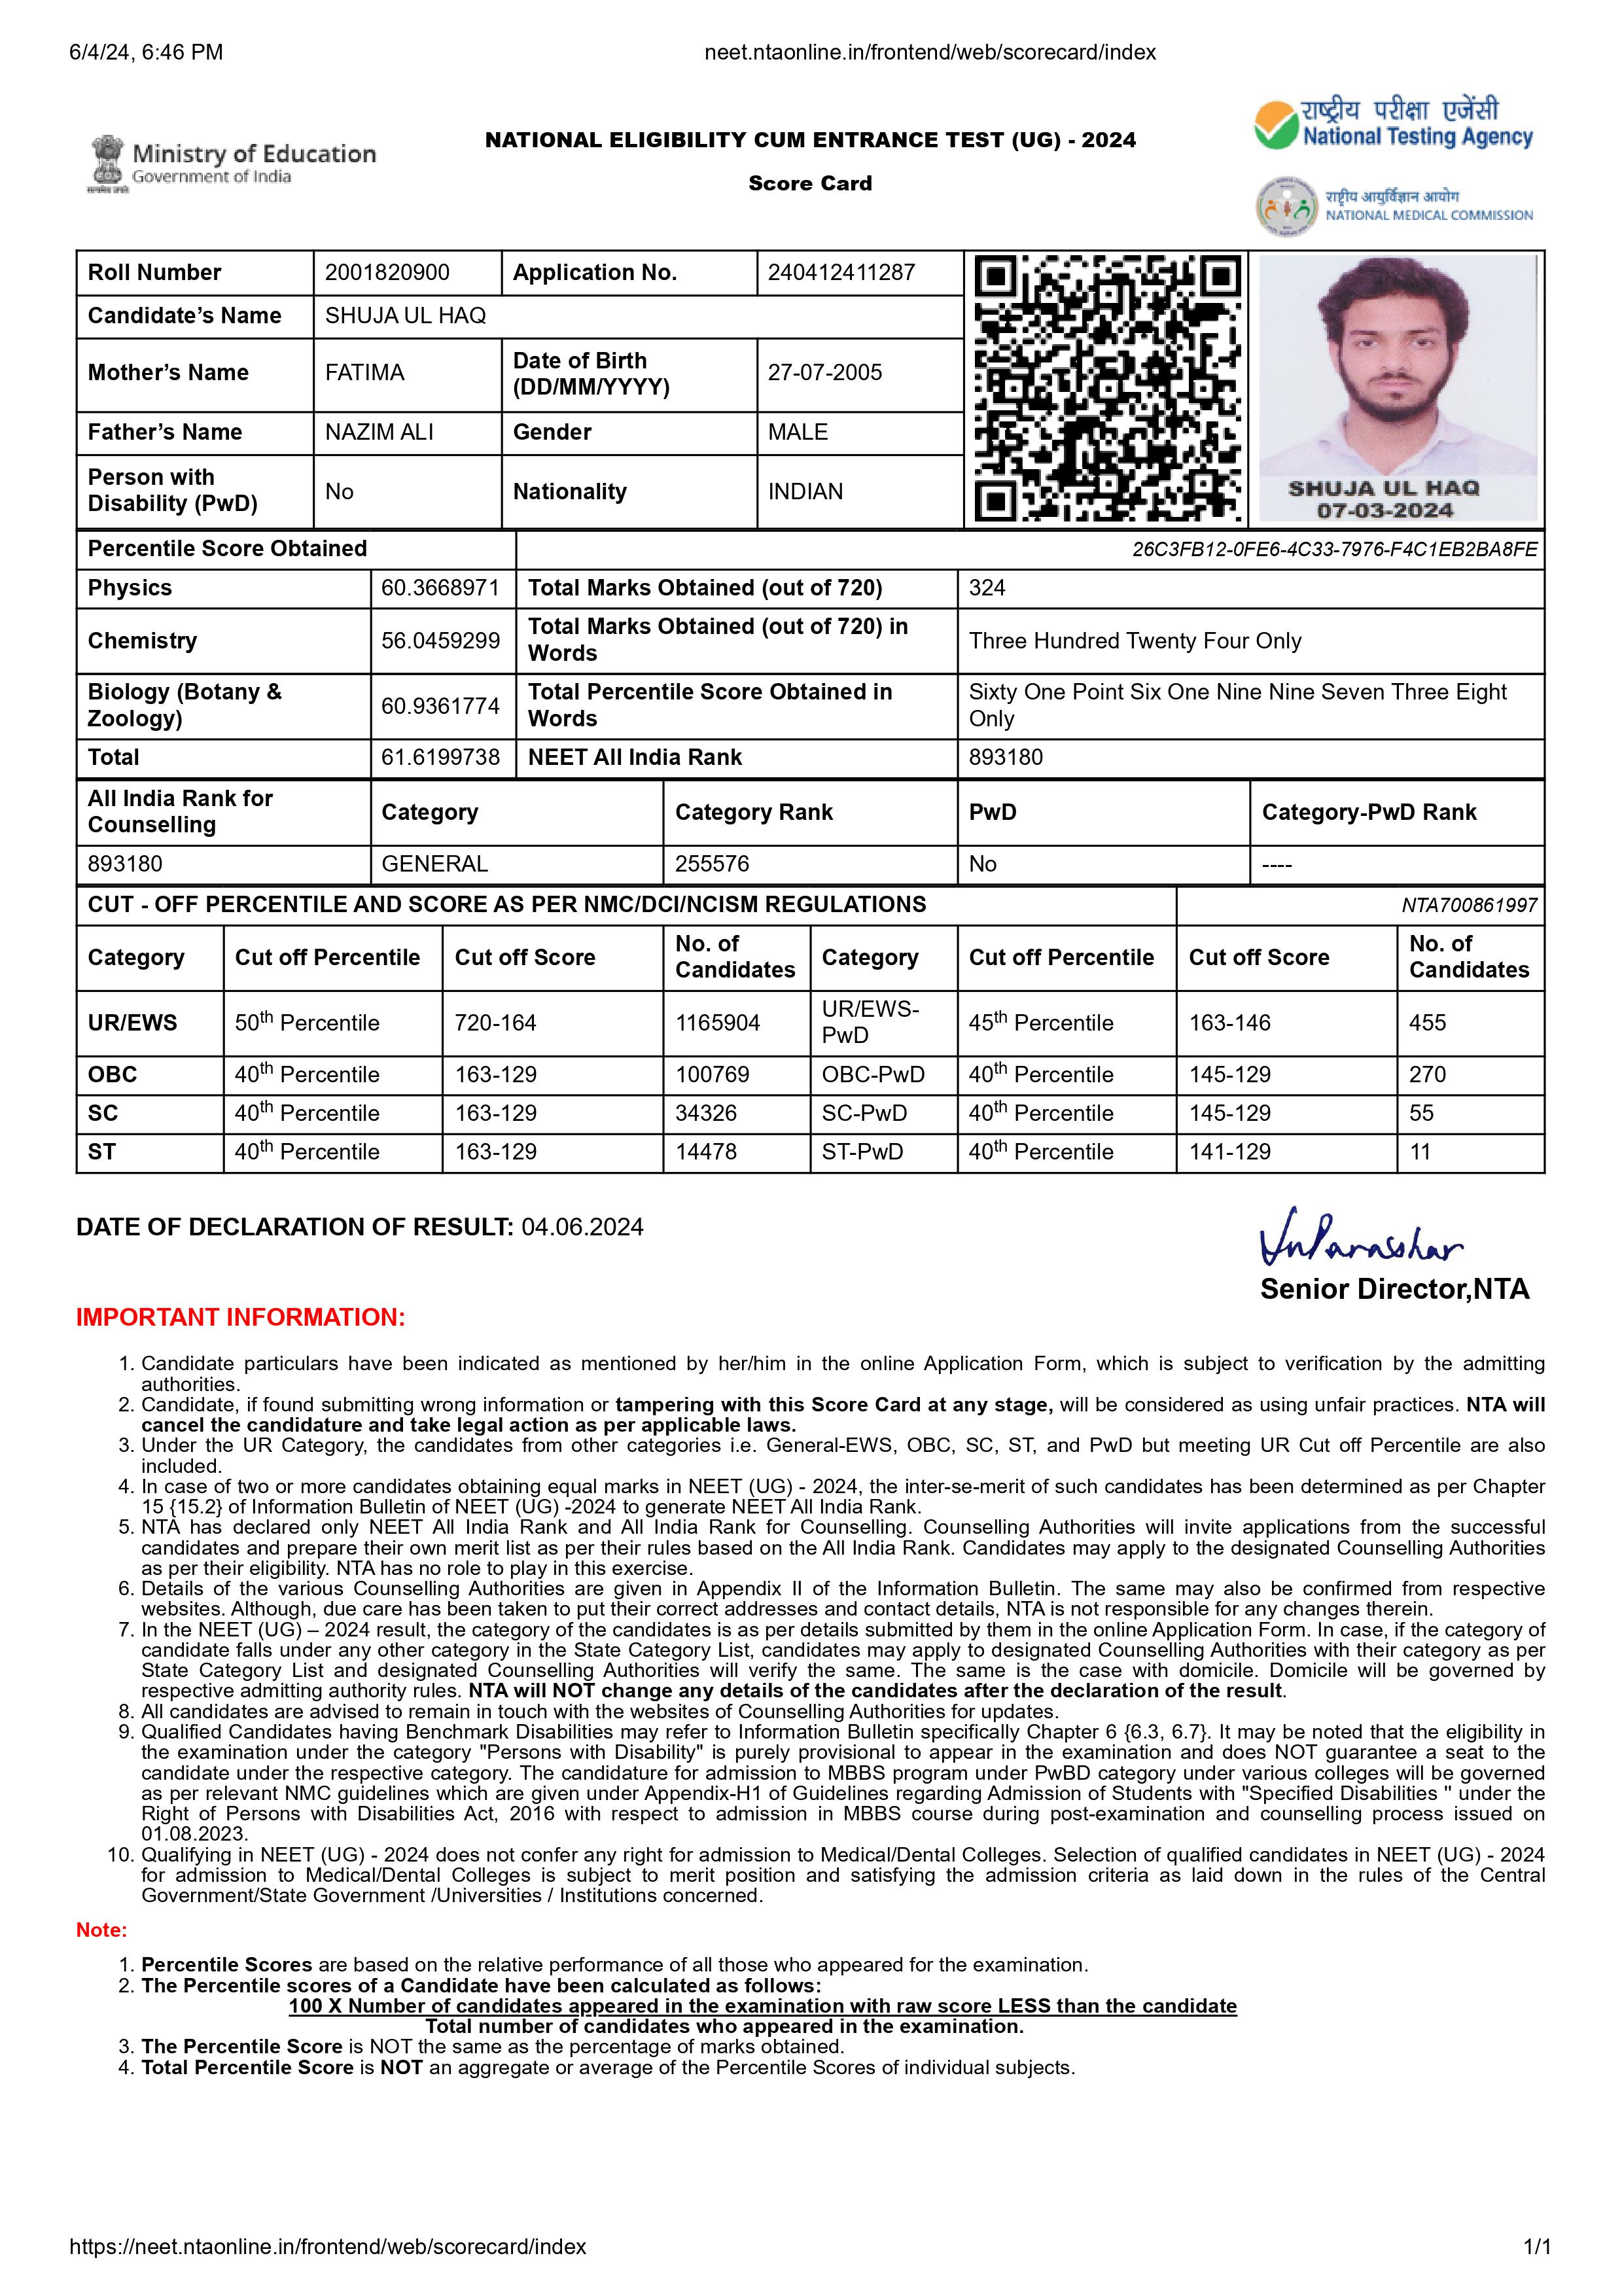 6/4/24, 6:46 PM neet.ntaonline.in/frontend/web/scorecard/index
Ministry of Education
Government of India
सत्यमेव जयते
NATIONAL ELIGIBILITY CUM ENTRANCE TEST (UG) - 2024
Score Card
राष्ट्रीय परीक्षा एजेंसी
National Testing Agency
राष्ट्रीय आयुर्विज्ञान आयोग
NATIONAL MEDICAL COMMISSION
Roll Number 2001820900 Application No. 240412411287
Candidate’s Name SHUJA UL HAQ
Mother’s Name FATIMA Date of Birth (DD/MM/YYYY) 27-07-2005
Father’s Name NAZIM ALI Gender MALE
Person with Disability (PwD) No Nationality INDIAN
SHUJA UL HAQ
07-03-2024
Percentile Score Obtained 26C3FB12-0FE6-4C33-7976-F4C1EB2BA8FE
Physics 60.3668971 Total Marks Obtained (out of 720) 324
Chemistry 56.0459299 Total Marks Obtained (out of 720) in Words Three Hundred Twenty Four Only
Biology (Botany & Zoology) 60.9361774 Total Percentile Score Obtained in Words Sixty One Point Six One Nine Nine Seven Three Eight Only
Total 61.6199738 NEET All India Rank 893180
All India Rank for Counselling Category Category Rank PwD Category-PwD Rank
893180 GENERAL 255576 No ----
CUT - OFF PERCENTILE AND SCORE AS PER NMC/DCI/NCISM REGULATIONS NTA700861997
Category Cut off Percentile Cut off Score No. of Candidates Category Cut off Percentile Cut off Score No. of Candidates
UR/EWS 50th Percentile 720-164 1165904 UR/EWS-PwD 45th Percentile 163-146 455
OBC 40th Percentile 163-129 100769 OBC-PwD 40th Percentile 145-129 270
SC 40th Percentile 163-129 34326 SC-PwD 40th Percentile 145-129 55
ST 40th Percentile 163-129 14478 ST-PwD 40th Percentile 141-129 11
DATE OF DECLARATION OF RESULT: 04.06.2024
Senior Director,NTA
IMPORTANT INFORMATION:
1. Candidate particulars have been indicated as mentioned by her/him in the online Application Form, which is subject to verification by the admitting
authorities.
2. Candidate, if found submitting wrong information or tampering with this Score Card at any stage, will be considered as using unfair practices. NTA will
cancel the candidature and take legal action as per applicable laws.
3. Under the UR Category, the candidates from other categories i.e. General-EWS, OBC, SC, ST, and PwD but meeting UR Cut off Percentile are also
included.
4. In case of two or more candidates obtaining equal marks in NEET (UG) - 2024, the inter-se-merit of such candidates has been determined as per Chapter
15 {15.2} of Information Bulletin of NEET (UG) -2024 to generate NEET All India Rank.
5. NTA has declared only NEET All India Rank and All India Rank for Counselling. Counselling Authorities will invite applications from the successful
candidates and prepare their own merit list as per their rules based on the All India Rank. Candidates may apply to the designated Counselling Authorities
as per their eligibility. NTA has no role to play in this exercise.
6. Details of the various Counselling Authorities are given in Appendix II of the Information Bulletin. The same may also be confirmed from respective
websites. Although, due care has been taken to put their correct addresses and contact details, NTA is not responsible for any changes therein.
7. In the NEET (UG) – 2024 result, the category of the candidates is as per details submitted by them in the online Application Form. In case, if the category of
candidate falls under any other category in the State Category List, candidates may apply to designated Counselling Authorities with their category as per
State Category List and designated Counselling Authorities will verify the same. The same is the case with domicile. Domicile will be governed by
respective admitting authority rules. NTA will NOT change any details of the candidates after the declaration of the result.
8. All candidates are advised to remain in touch with the websites of Counselling Authorities for updates.
9. Qualified Candidates having Benchmark Disabilities may refer to Information Bulletin specifically Chapter 6 {6.3, 6.7}. It may be noted that the eligibility in
the examination under the category "Persons with Disability" is purely provisional to appear in the examination and does NOT guarantee a seat to the
candidate under the respective category. The candidature for admission to MBBS program under PwBD category under various colleges will be governed
as per relevant NMC guidelines which are given under Appendix-H1 of Guidelines regarding Admission of Students with "Specified Disabilities " under the
Right of Persons with Disabilities Act, 2016 with respect to admission in MBBS course during post-examination and counselling process issued on
01.08.2023.
10. Qualifying in NEET (UG) - 2024 does not confer any right for admission to Medical/Dental Colleges. Selection of qualified candidates in NEET (UG) - 2024
for admission to Medical/Dental Colleges is subject to merit position and satisfying the admission criteria as laid down in the rules of the Central
Government/State Government /Universities / Institutions concerned.
Note:
1. Percentile Scores are based on the relative performance of all those who appeared for the examination.
2. The Percentile scores of a Candidate have been calculated as follows:
100 X Number of candidates appeared in the examination with raw score LESS than the candidate
Total number of candidates who appeared in the examination.
3. The Percentile Score is NOT the same as the percentage of marks obtained.
4. Total Percentile Score is NOT an aggregate or average of the Percentile Scores of individual subjects.
https://neet.ntaonline.in/frontend/web/scorecard/index 1/1